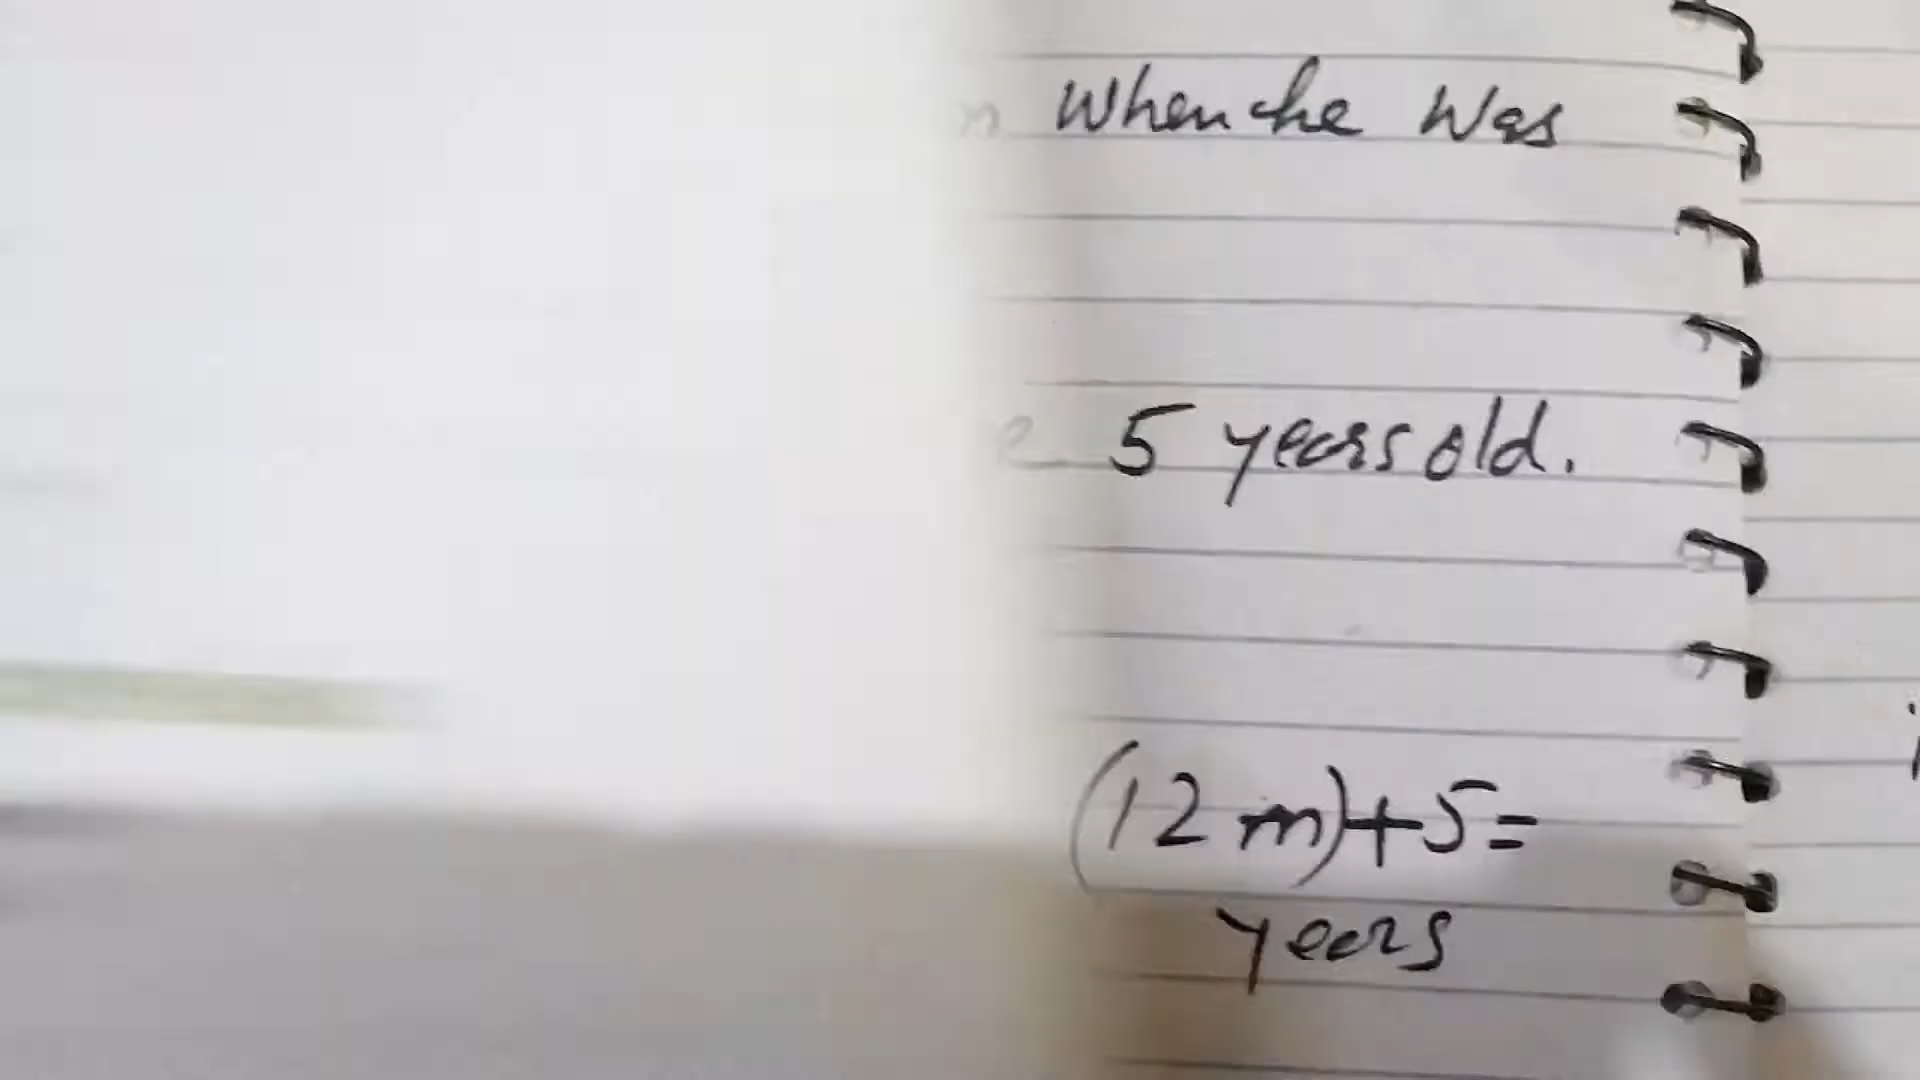 When he was
5 years old.
(12 m)+5=
years